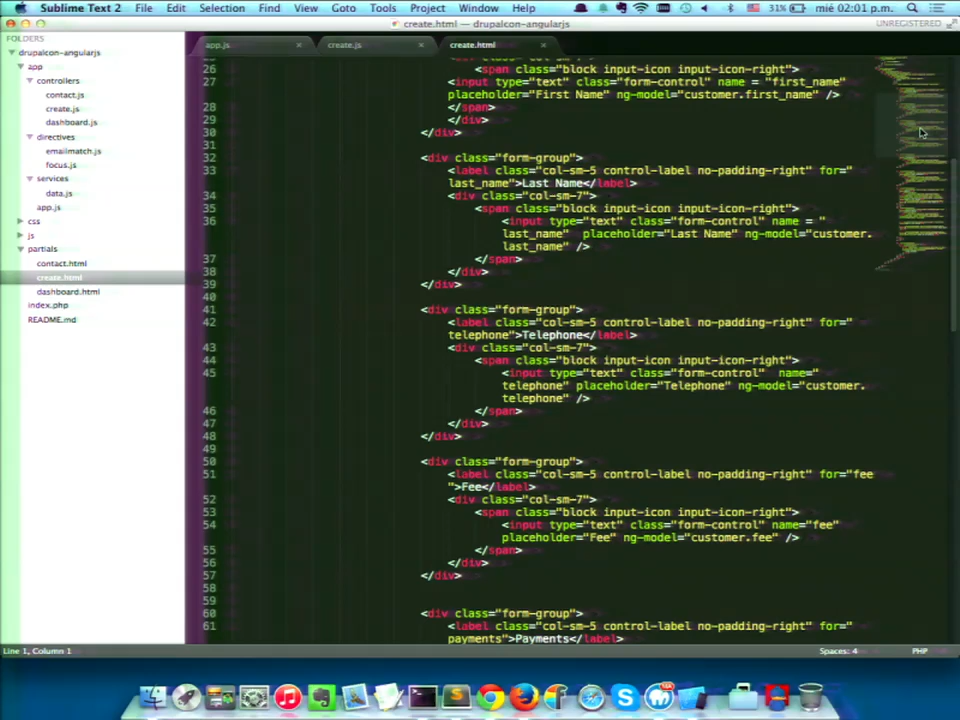 Sublime Text 2 File Edit Selection Find View Goto Tools Project Window Help 31% mié 02:01 p.m.
create.html — drupalcon-angularjs UNREGISTERED
FOLDERS
drupalcon-angularjs
app
controllers
contact.js
create.js
dashboard.js
directives
emailmatch.js
focus.js
services
data.js
app.js
css
js
partials
contact.html
create.html
dashboard.html
index.php
README.md
app.js × create.js × create.html ×
26 <span class="block input-icon input-icon-right">
27 <input type="text" class="form-control" name = "first_name"
placeholder="First Name" ng-model="customer.first_name" />
28 </span>
29 </div>
30 </div>
31
32 <div class="form-group">
33 <label class="col-sm-5 control-label no-padding-right" for="
last_name">Last Name</label>
34 <div class="col-sm-7">
35 <span class="block input-icon input-icon-right">
36 <input type="text" class="form-control" name = "
last_name" placeholder="Last Name" ng-model="customer.
last_name" />
37 </span>
38 </div>
39 </div>
40
41 <div class="form-group">
42 <label class="col-sm-5 control-label no-padding-right" for="
telephone">Telephone</label>
43 <div class="col-sm-7">
44 <span class="block input-icon input-icon-right">
45 <input type="text" class="form-control" name="
telephone" placeholder="Telephone" ng-model="customer.
telephone" />
46 </span>
47 </div>
48 </div>
49
50 <div class="form-group">
51 <label class="col-sm-5 control-label no-padding-right" for="fee
">Fee</label>
52 <div class="col-sm-7">
53 <span class="block input-icon input-icon-right">
54 <input type="text" class="form-control" name="fee"
placeholder="Fee" ng-model="customer.fee" />
55 </span>
56 </div>
57 </div>
58
59
60 <div class="form-group">
61 <label class="col-sm-5 control-label no-padding-right" for="
payments">Payments</label>
Line 1, Column 1 Spaces: 4 PHP